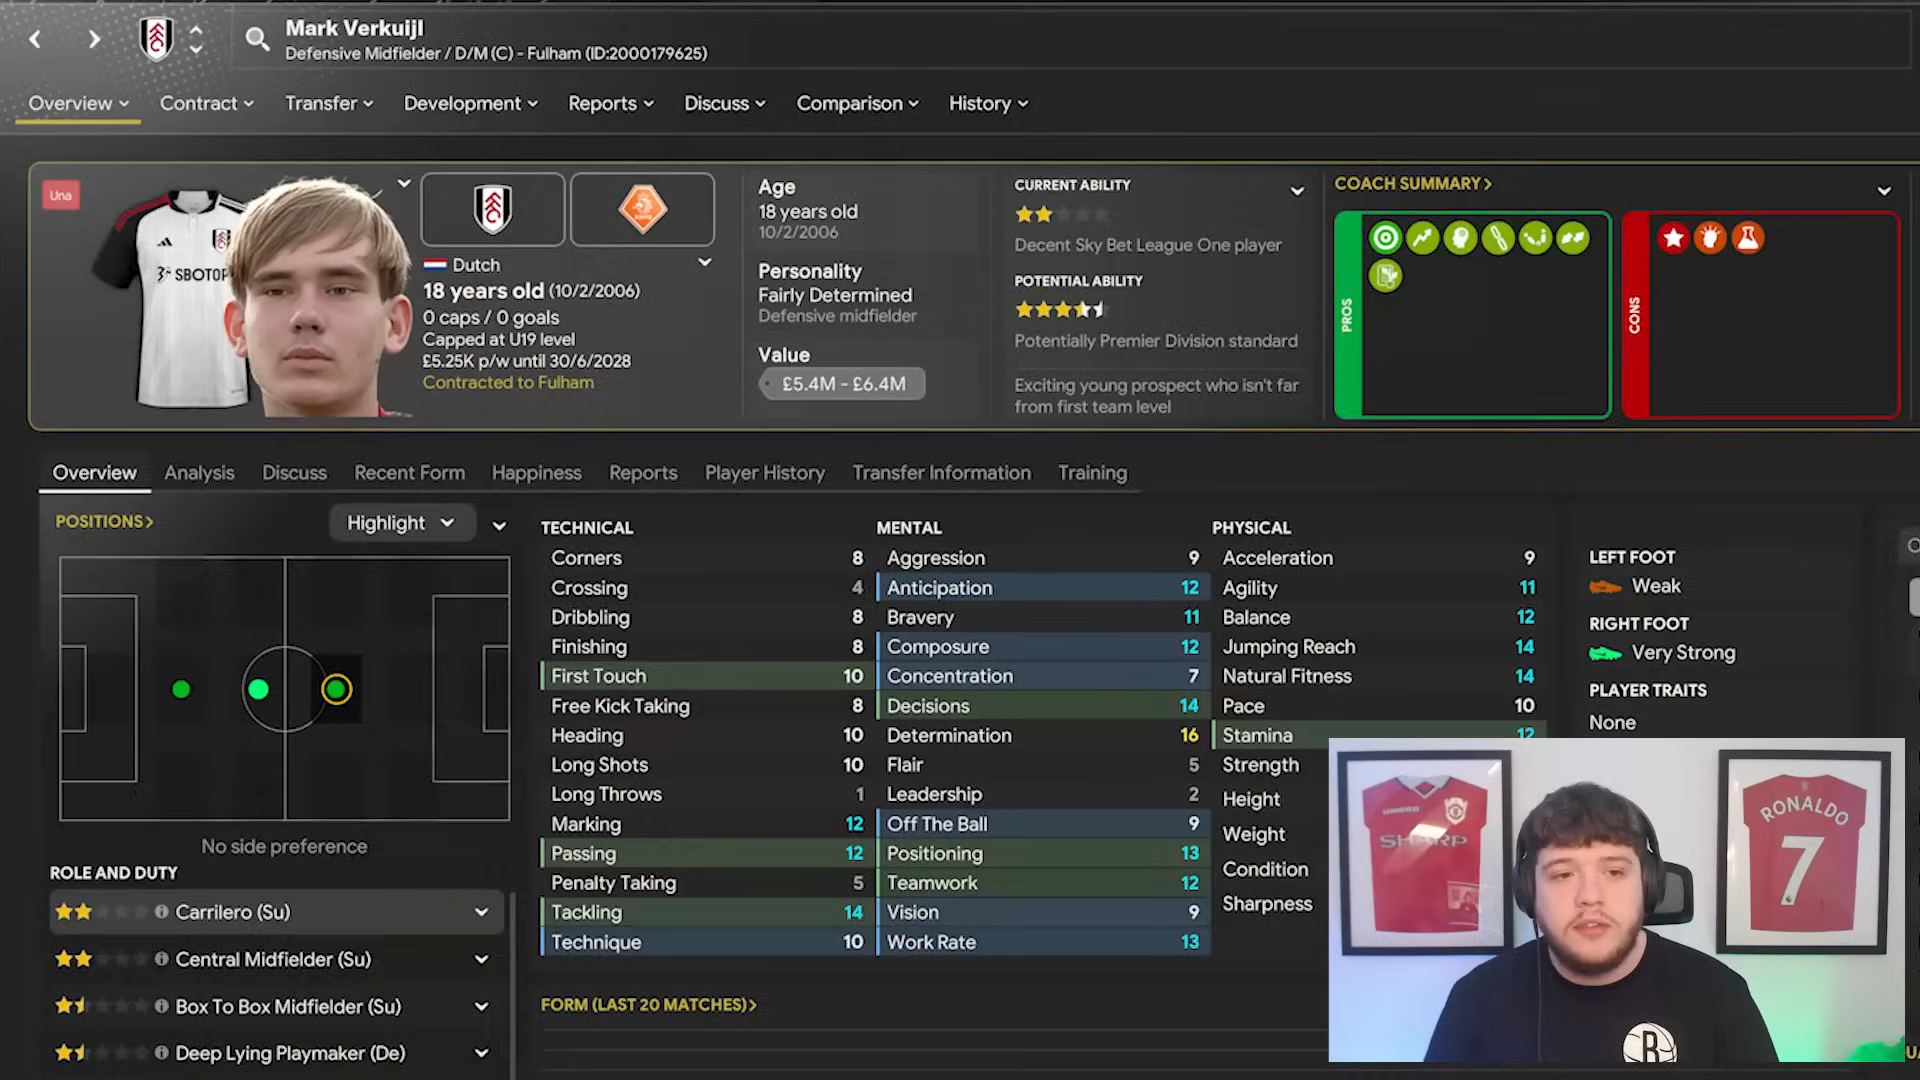 Mark Verkuijl
Defensive Midfielder / D/M (C) - Fulham (ID:2000179625)
Overview
Contract
Transfer
Development
Reports
Discuss
Comparison
History
Una
SBOTOP
Dutch
18 years old (10/2/2006)
0 caps / 0 goals
Capped at U19 level
£5.25K p/w until 30/6/2028
Contracted to Fulham
Age
18 years old
10/2/2006
Personality
Fairly Determined
Defensive midfielder
Value
£5.4M - £6.4M
CURRENT ABILITY
Decent Sky Bet League One player
POTENTIAL ABILITY
Potentially Premier Division standard
Exciting young prospect who isn't far
from first team level
COACH SUMMARY>
PROS
CONS
Overview
Analysis
Discuss
Recent Form
Happiness
Reports
Player History
Transfer Information
Training
POSITIONS>
Highlight
No side preference
ROLE AND DUTY
Carrilero (Su)
Central Midfielder (Su)
Box To Box Midfielder (Su)
Deep Lying Playmaker (De)
TECHNICAL
Corners 8
Crossing 4
Dribbling 8
Finishing 8
First Touch 10
Free Kick Taking 8
Heading 10
Long Shots 10
Long Throws 1
Marking 12
Passing 12
Penalty Taking 5
Tackling 14
Technique 10
MENTAL
Aggression 9
Anticipation 12
Bravery 11
Composure 12
Concentration 7
Decisions 14
Determination 16
Flair 5
Leadership 2
Off The Ball 9
Positioning 13
Teamwork 12
Vision 9
Work Rate 13
PHYSICAL
Acceleration 9
Agility 11
Balance 12
Jumping Reach 14
Natural Fitness 14
Pace 10
Stamina 12
Strength
Height
Weight
Condition
Sharpness
LEFT FOOT
Weak
RIGHT FOOT
Very Strong
PLAYER TRAITS
None
FORM (LAST 20 MATCHES)>
SHARP
RONALDO
7
B